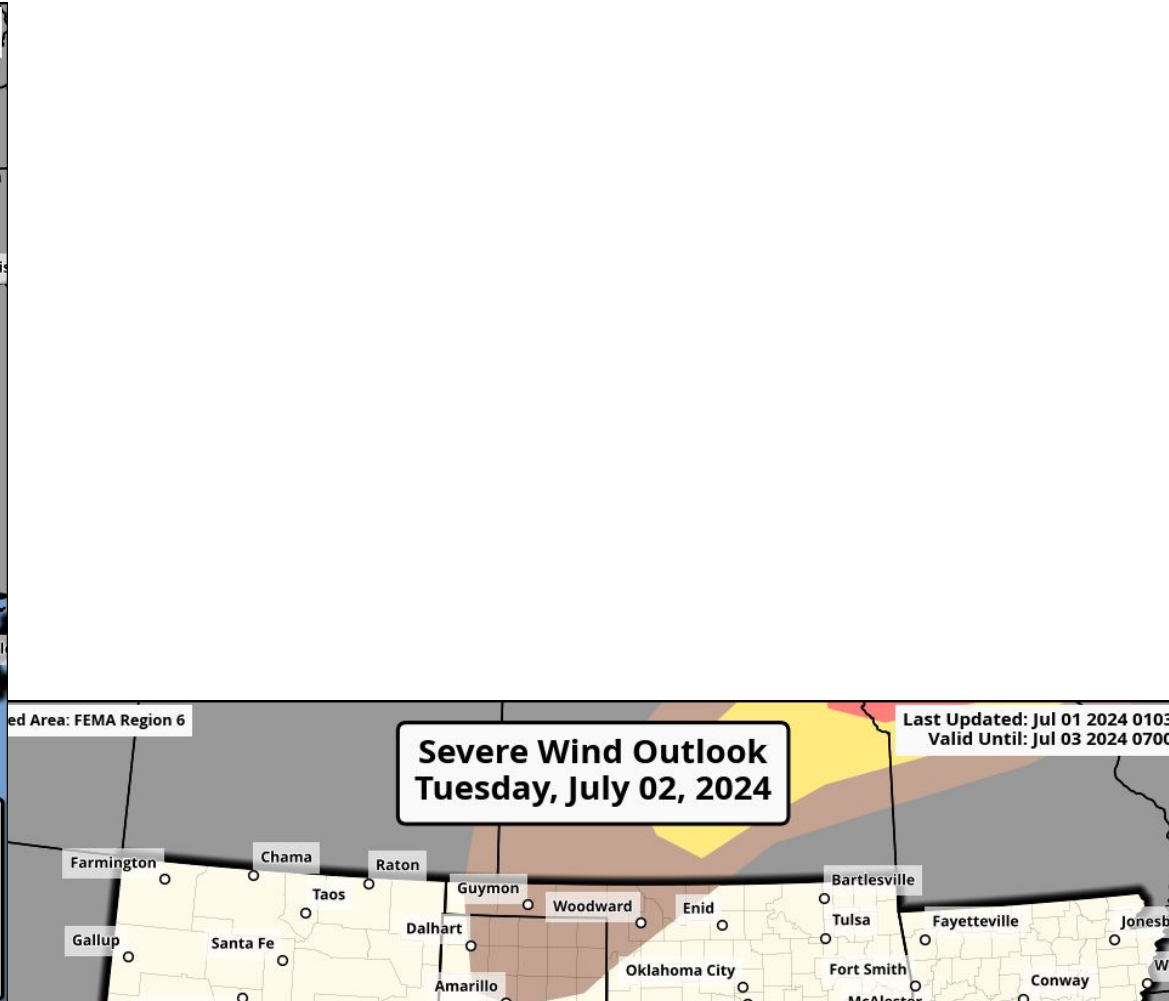 ed Area: FEMA Region 6
Severe Wind Outlook
Tuesday, July 02, 2024
Last Updated: Jul 01 2024 0103
Valid Until: Jul 03 2024 0700
Farmington
Chama
Raton
Taos
Guymon
Woodward
Enid
Bartlesville
Gallup
Santa Fe
Dalhart
Tulsa
Fayetteville
Jonesb
Amarillo
Oklahoma City
Fort Smith
Conway
W
McAlester